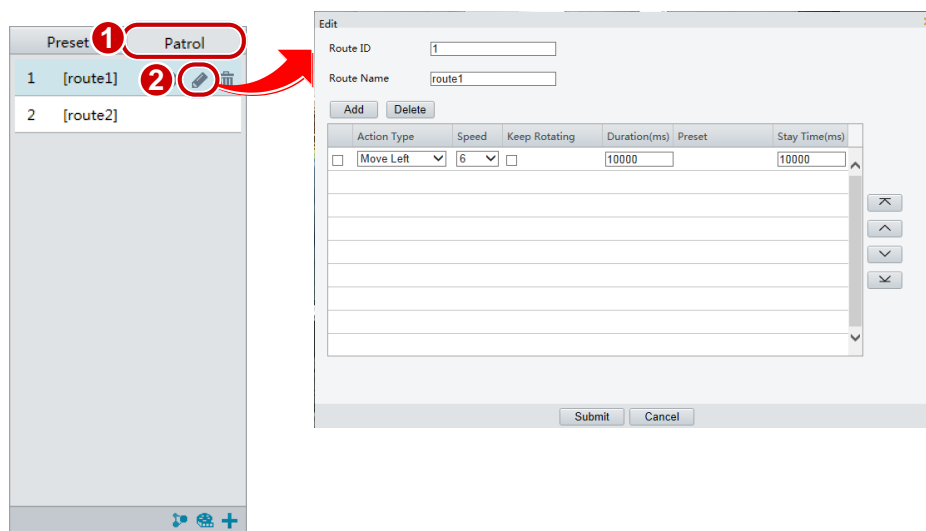 Preset 1 Patrol
1 [route1] 2
2 [route2]
Edit
Route ID 1
Route Name route1
Add Delete
Action Type Speed Keep Rotating Duration(ms) Preset Stay Time(ms)
Move Left 6 10000 10000
Submit Cancel